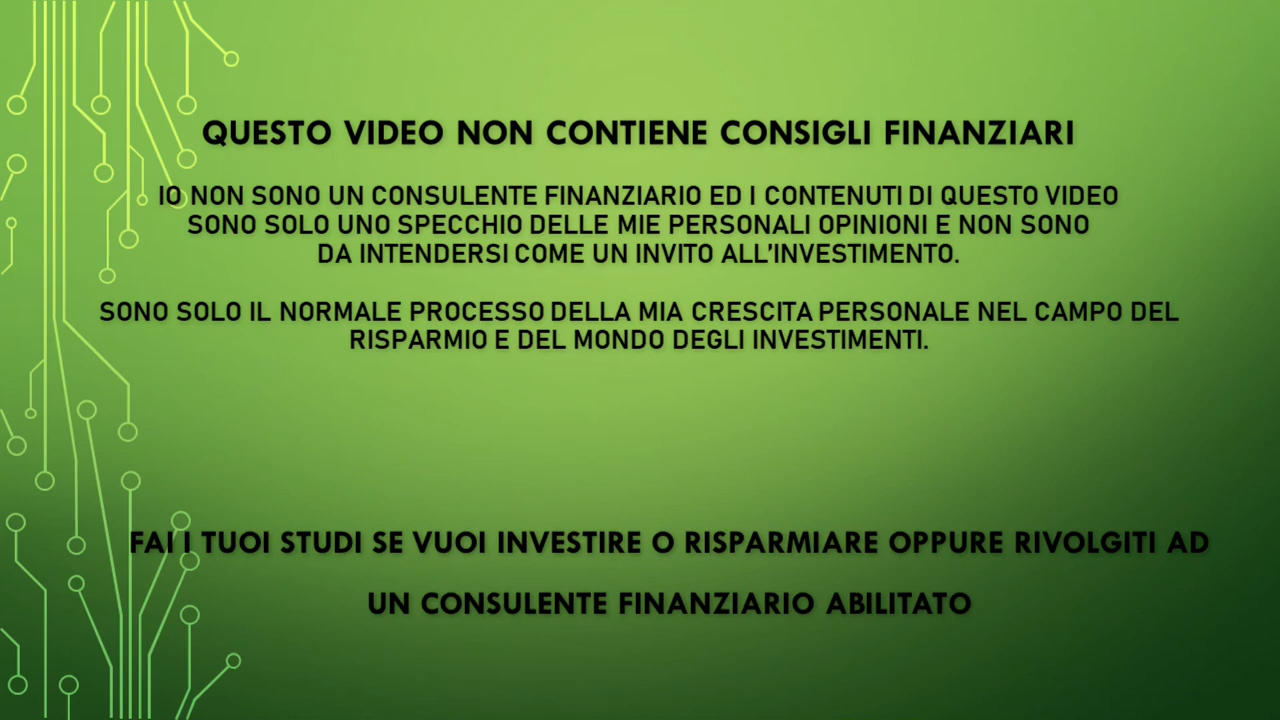 QUESTO VIDEO NON CONTIENE CONSIGLI FINANZIARI
IO NON SONO UN CONSULENTE FINANZIARIO ED I CONTENUTI DI QUESTO VIDEO
SONO SOLO UNO SPECCHIO DELLE MIE PERSONALI OPINIONI E NON SONO
DA INTENDERSI COME UN INVITO ALL'INVESTIMENTO.
SONO SOLO IL NORMALE PROCESSO DELLA MIA CRESCITA PERSONALE NEL CAMPO DEL
RISPARMIO E DEL MONDO DEGLI INVESTIMENTI.
FAI I TUOI STUDI SE VUOI INVESTIRE O RISPARMIARE OPPURE RIVOLGITI AD
UN CONSULENTE FINANZIARIO ABILITATO